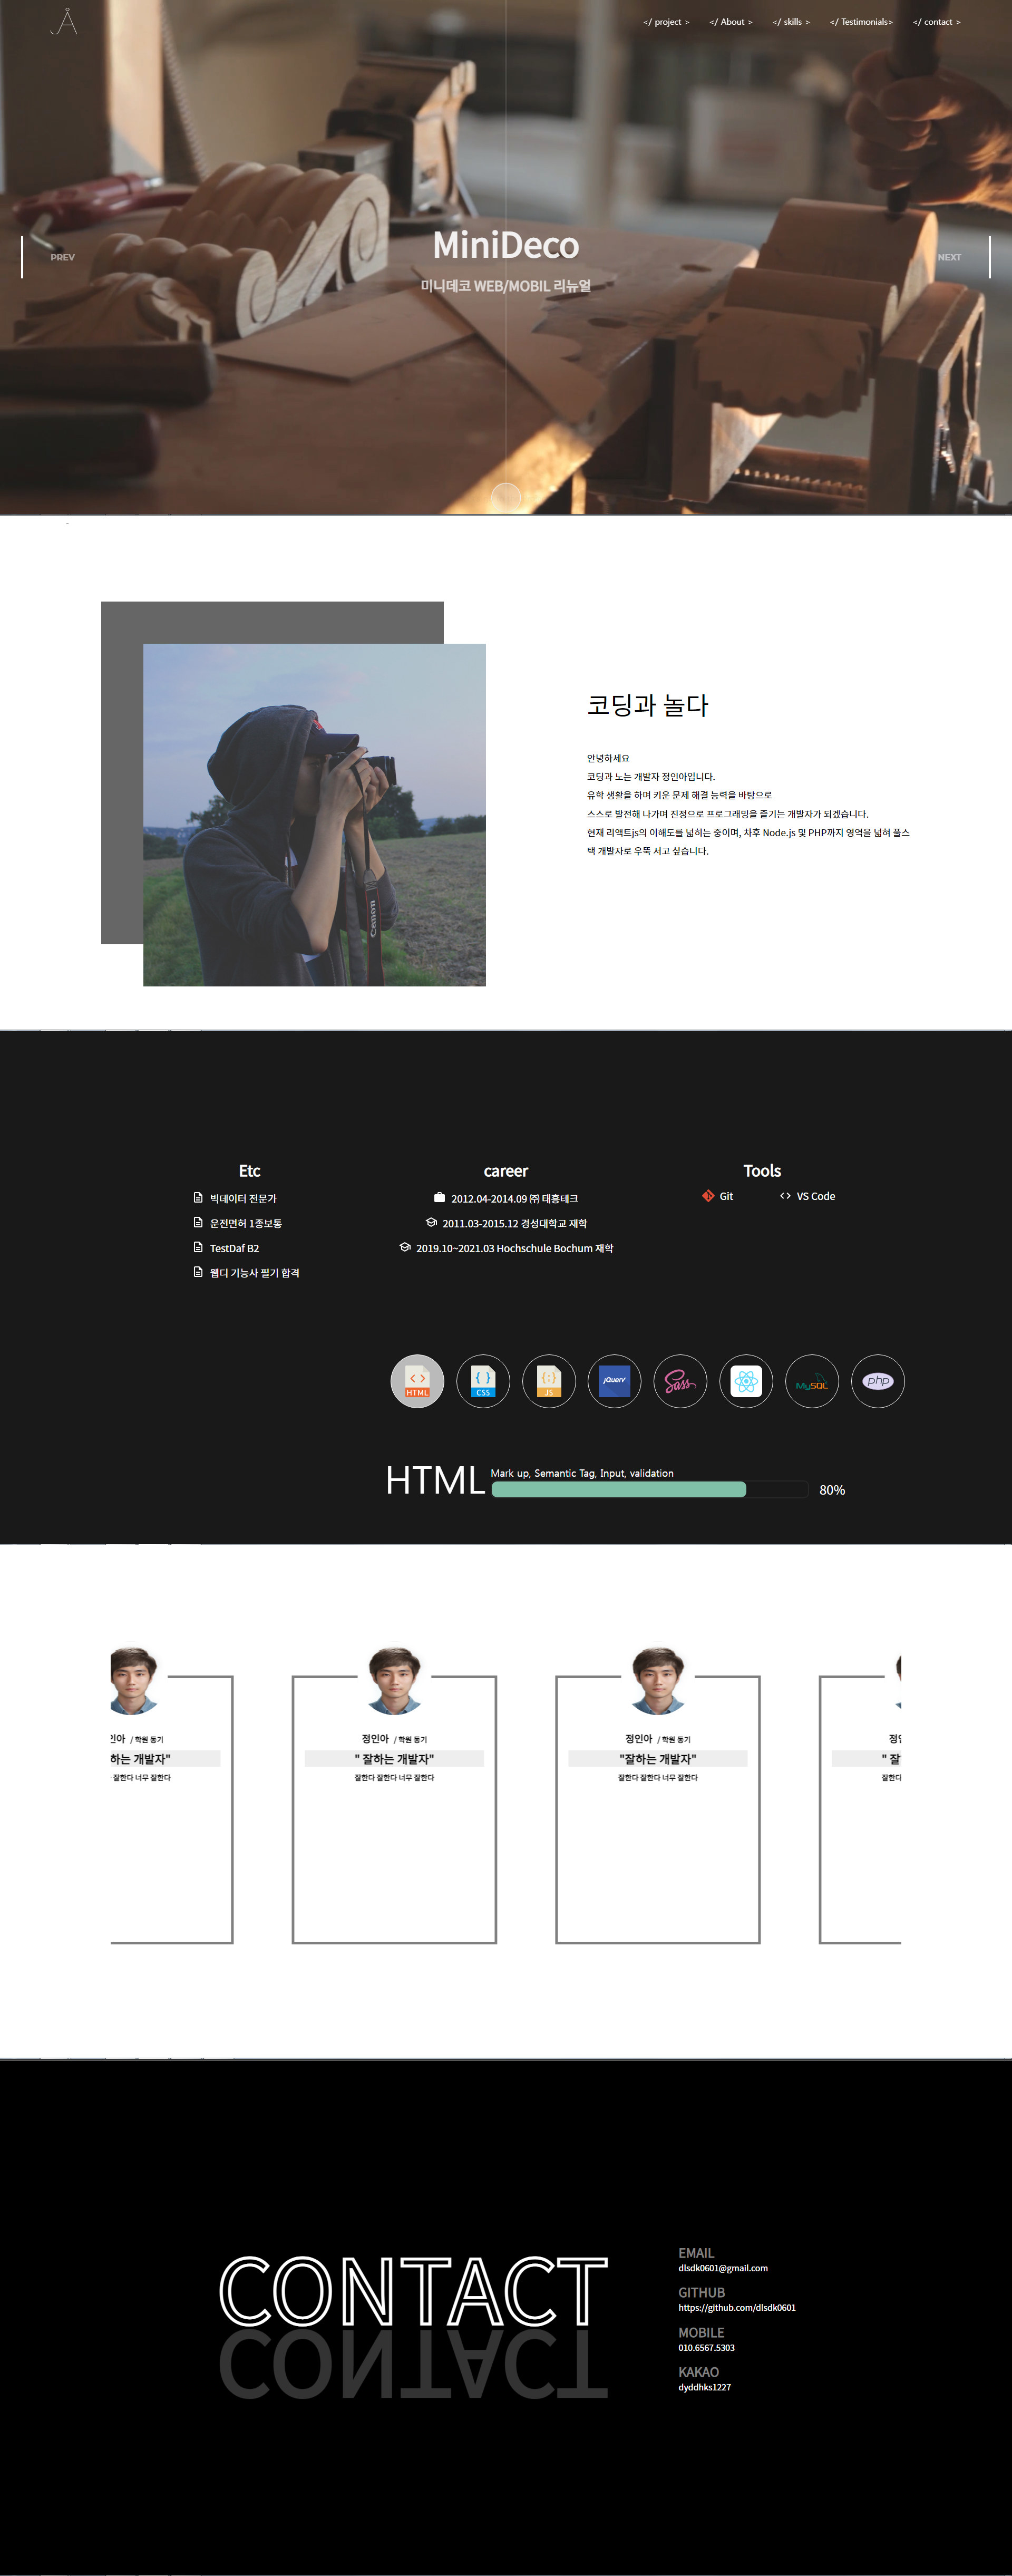 </ project >
</ About >
</ skills >
</ Testimonials>
</ contact >
PREV
MiniDeco
NEXT
미니데코 WEB/MOBIL 리뉴얼
Canon
코딩과 놀다
안녕하세요
코딩과 노는 개발자 정인아입니다.
유학 생활을 하며 키운 문제 해결 능력을 바탕으로
스스로 발전해 나가며 진정으로 프로그래밍을 즐기는 개발자가 되겠습니다.
현재 리액트js의 이해도를 넓히는 중이며, 차후 Node.js 및 PHP까지 영역을 넓혀 풀스
택 개발자로 우뚝 서고 싶습니다.
Etc
빅데이터 전문가
운전면허 1종보통
TestDaf B2
웹디 기능사 필기 합격
career
2012.04-2014.09 ㈜ 태흥테크
2011.03-2015.12 경성대학교 재학
2019.10~2021.03 Hochschule Bochum 재학
Tools
Git
VS Code
HTML
CSS
JS
jQuery
Sass
MySQL
php
HTML
Mark up, Semantic Tag, Input, validation
80%
인아 / 학원 동기
하는 개발자"
잘한다 너무 잘한다
정인아 / 학원 동기
" 잘하는 개발자"
잘한다 잘한다 너무 잘한다
정인아 / 학원 동기
"잘하는 개발자"
잘한다 잘한다 너무 잘한다
정
" 잘
잘한다
CONTACT
CONTACT
EMAIL
dlsdk0601@gmail.com
GITHUB
https://github.com/dlsdk0601
MOBILE
010.6567.5303
KAKAO
dyddhks1227